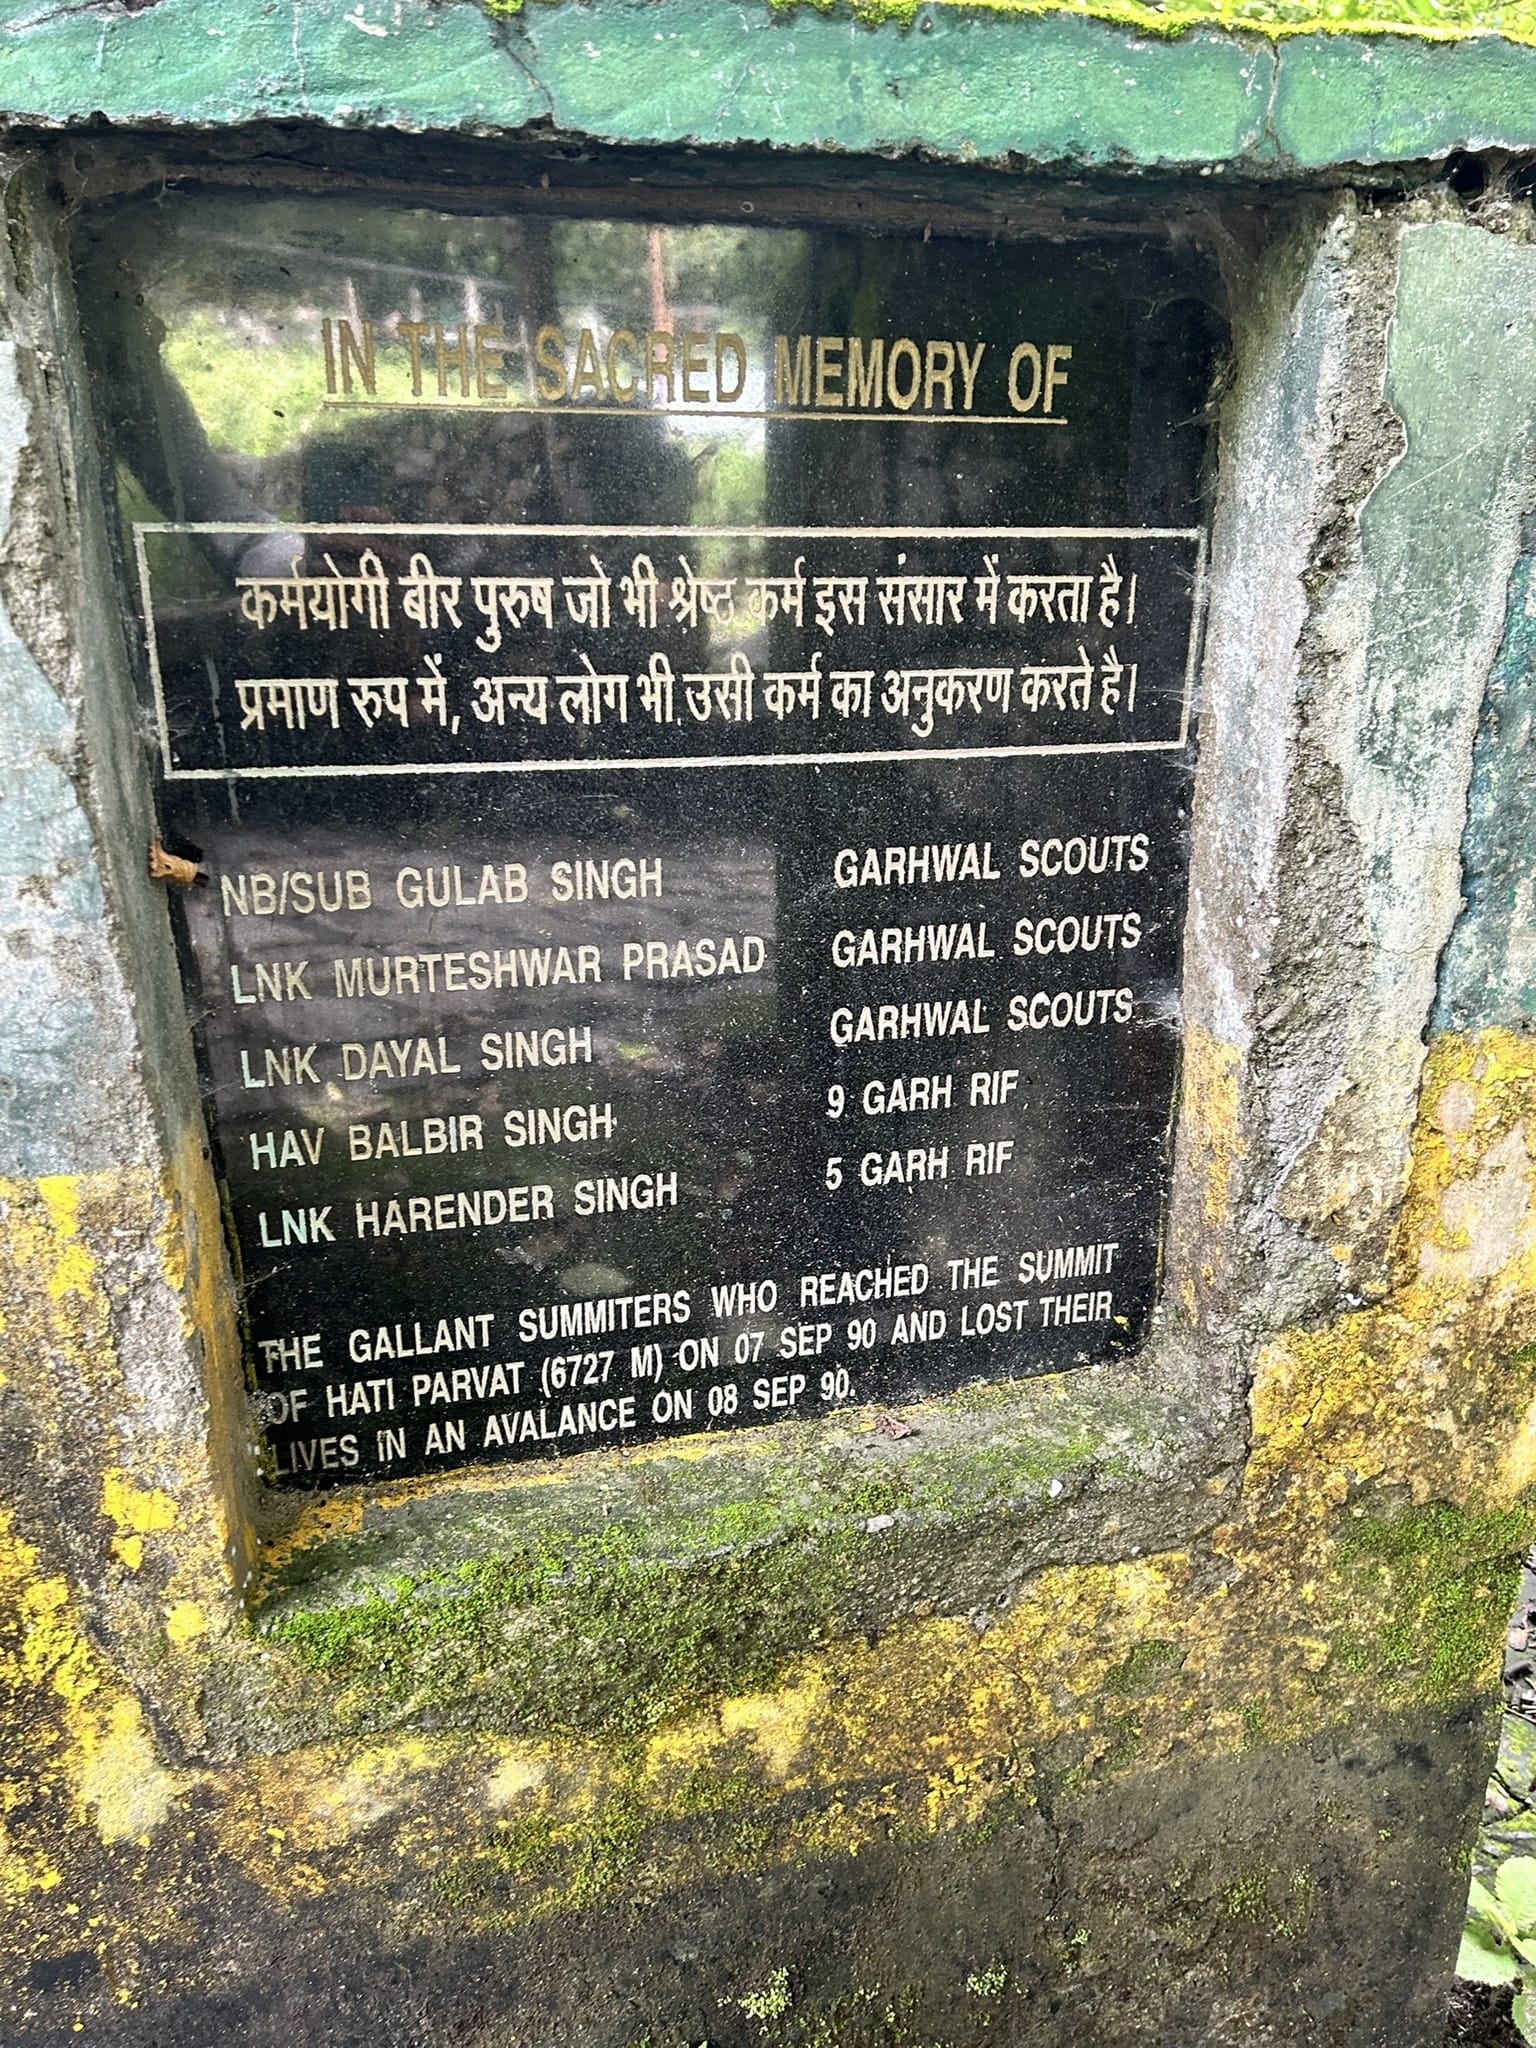 IN THE SACRED MEMORY OF
कर्मयोगी बीर पुरुष जो भी श्रेष्ठ कर्म इस संसार में करता है।
प्रमाण रुप में, अन्य लोग भी उसी कर्म का अनुकरण करते है।
NB/SUB GULAB SINGH GARHWAL SCOUTS
LNK MURTESHWAR PRASAD GARHWAL SCOUTS
LNK DAYAL SINGH GARHWAL SCOUTS
HAV BALBIR SINGH 9 GARH RIF
LNK HARENDER SINGH 5 GARH RIF
THE GALLANT SUMMITERS WHO REACHED THE SUMMIT
OF HATI PARVAT (6727 M) ON 07 SEP 90 AND LOST THEIR
LIVES IN AN AVALANCE ON 08 SEP 90.